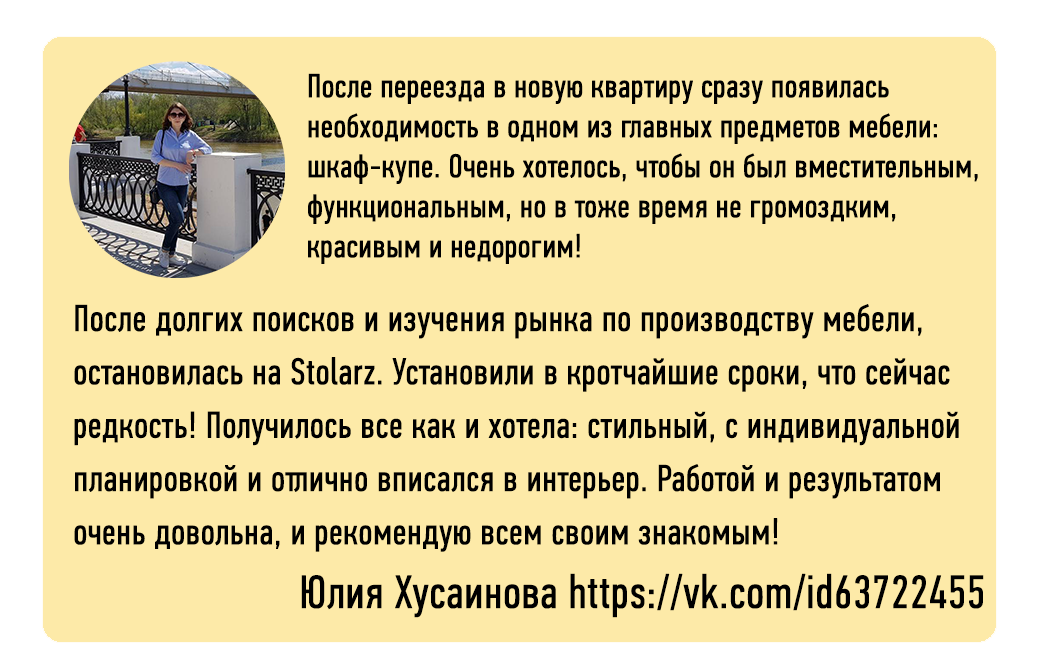 После переезда в новую квартиру сразу появилась
необходимость в одном из главных предметов мебели:
шкаф-купе. Очень хотелось, чтобы он был вместительным,
функциональным, но в тоже время не громоздким,
красивым и недорогим!
После долгих поисков и изучения рынка по производству мебели,
остановилась на Stolarz. Установили в кротчайшие сроки, что сейчас
редкость! Получилось все как и хотела: стильный, с индивидуальной
планировкой и отлично вписался в интерьер. Работой и результатом
очень довольна, и рекомендую всем своим знакомым!
Юлия Хусаинова https://vk.com/id63722455